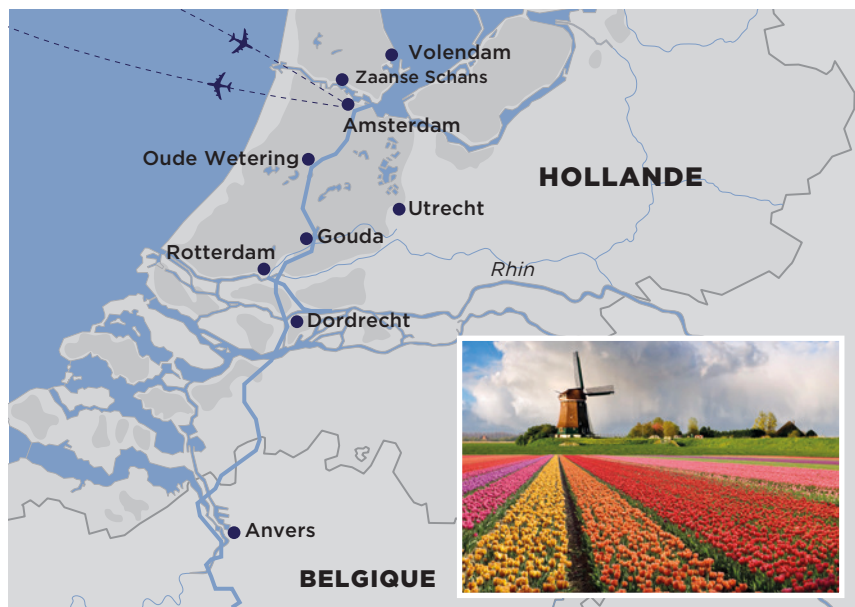 Volendam
Zaanse Schans
Amsterdam
Oude Wetering
HOLLANDE
Utrecht
Gouda
Rotterdam
Rhin
Dordrecht
Anvers
BELGIQUE